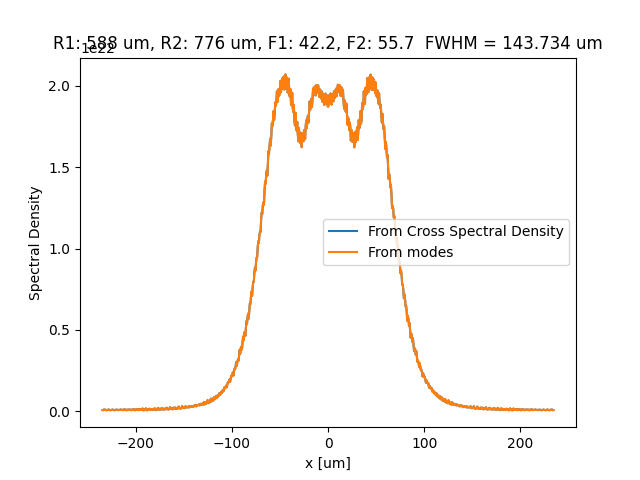 R1: 588 um, R2: 776 um, F1: 42.2, F2: 55.7  FWHM = 143.734 um
1e22
2.0
1.5
1.0
0.5
0.0
Spectral Density
From Cross Spectral Density
From modes
−200 −100 0 100 200
x [um]